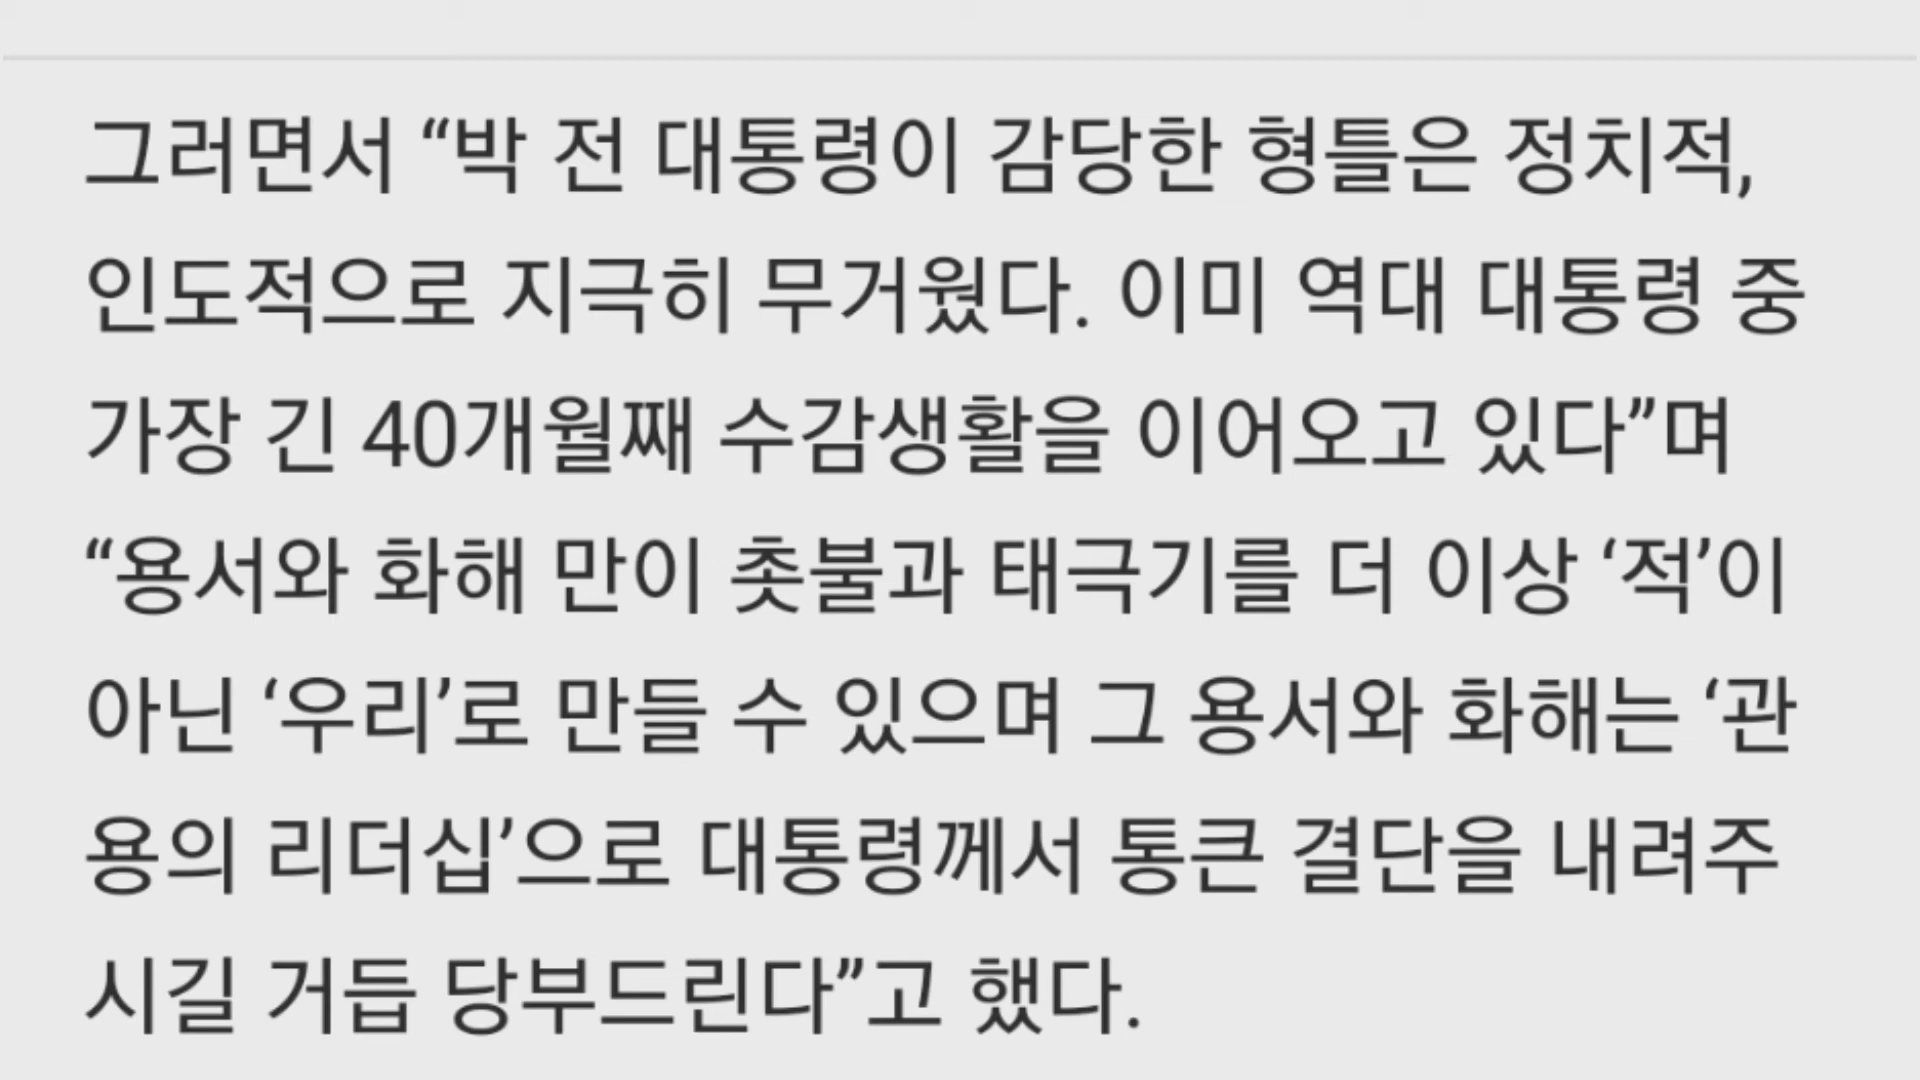 그러면서 “박 전 대통령이 감당한 형틀은 정치적,
인도적으로 지극히 무거웠다. 이미 역대 대통령 중
가장 긴 40개월째 수감생활을 이어오고 있다”며
“용서와 화해 만이 촛불과 태극기를 더 이상 ‘적’이
아닌 ‘우리’로 만들 수 있으며 그 용서와 화해는 ‘관
용의 리더십’으로 대통령께서 통큰 결단을 내려주
시길 거듭 당부드린다”고 했다.